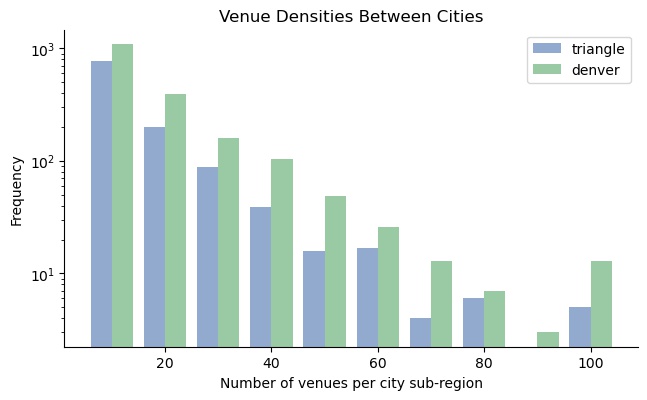 Venue Densities Between Cities
triangle
denver
10³
10²
10¹
Frequency
20 40 60 80 100
Number of venues per city sub-region